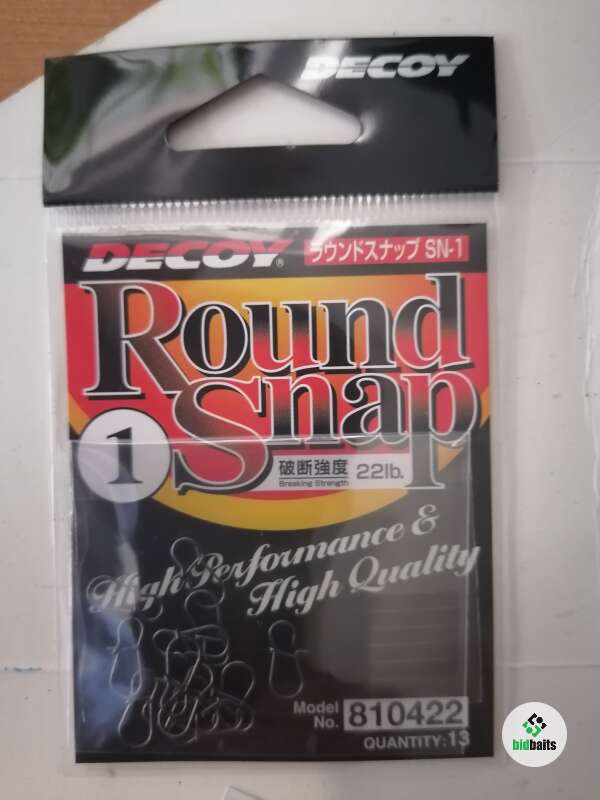 DECOY
DECOY® ラウンドスナップ SN-1
Round
Snap
1
破断強度 22lb.
Breaking Strength
High Performance &
High Quality
Model
No. 810422
QUANTITY:13
bidbaits